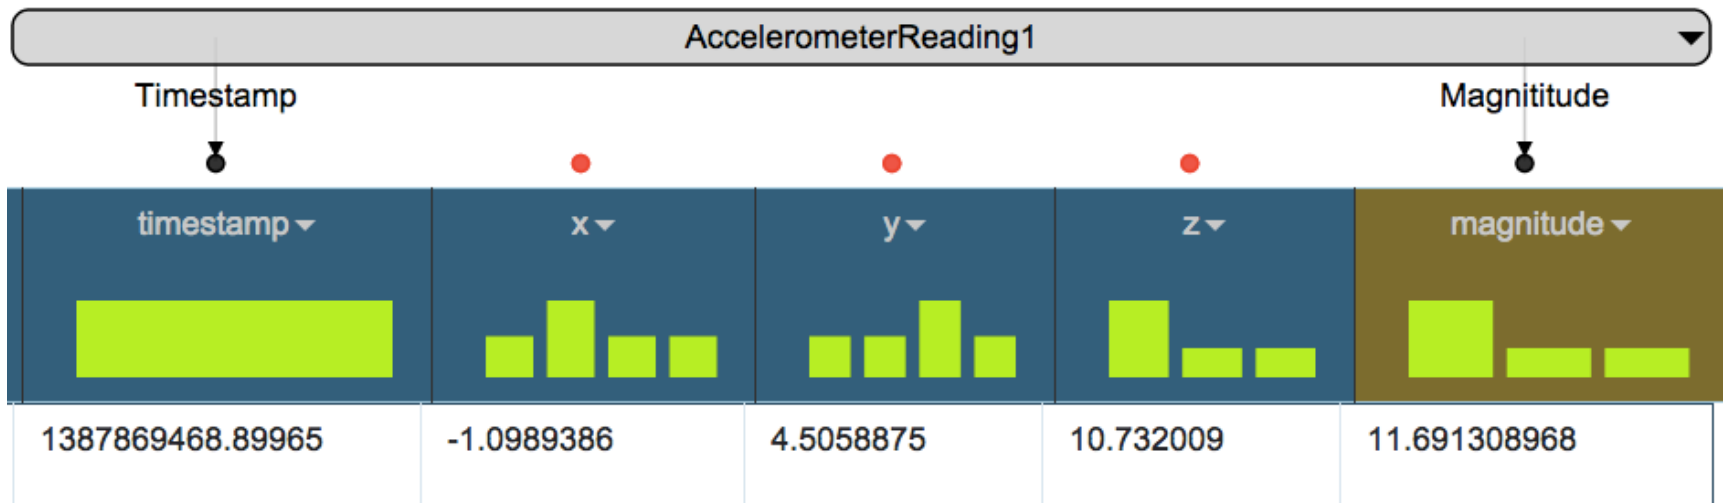 AccelerometerReading1
Timestamp Magnititude
timestamp x y z magnitude
1387869468.89965 -1.0989386 4.5058875 10.732009 11.691308968